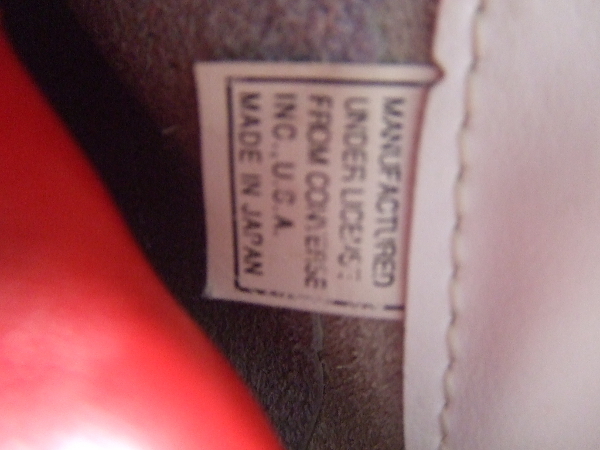 MANUFACTURED
UNDER LICENSE
FROM CONVERSE
INC., U.S.A.
MADE IN JAPAN